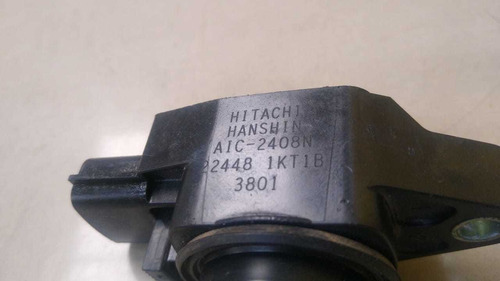 HITACHI
HANSHIN
AIC-2408N
22448 1KT1B
3801